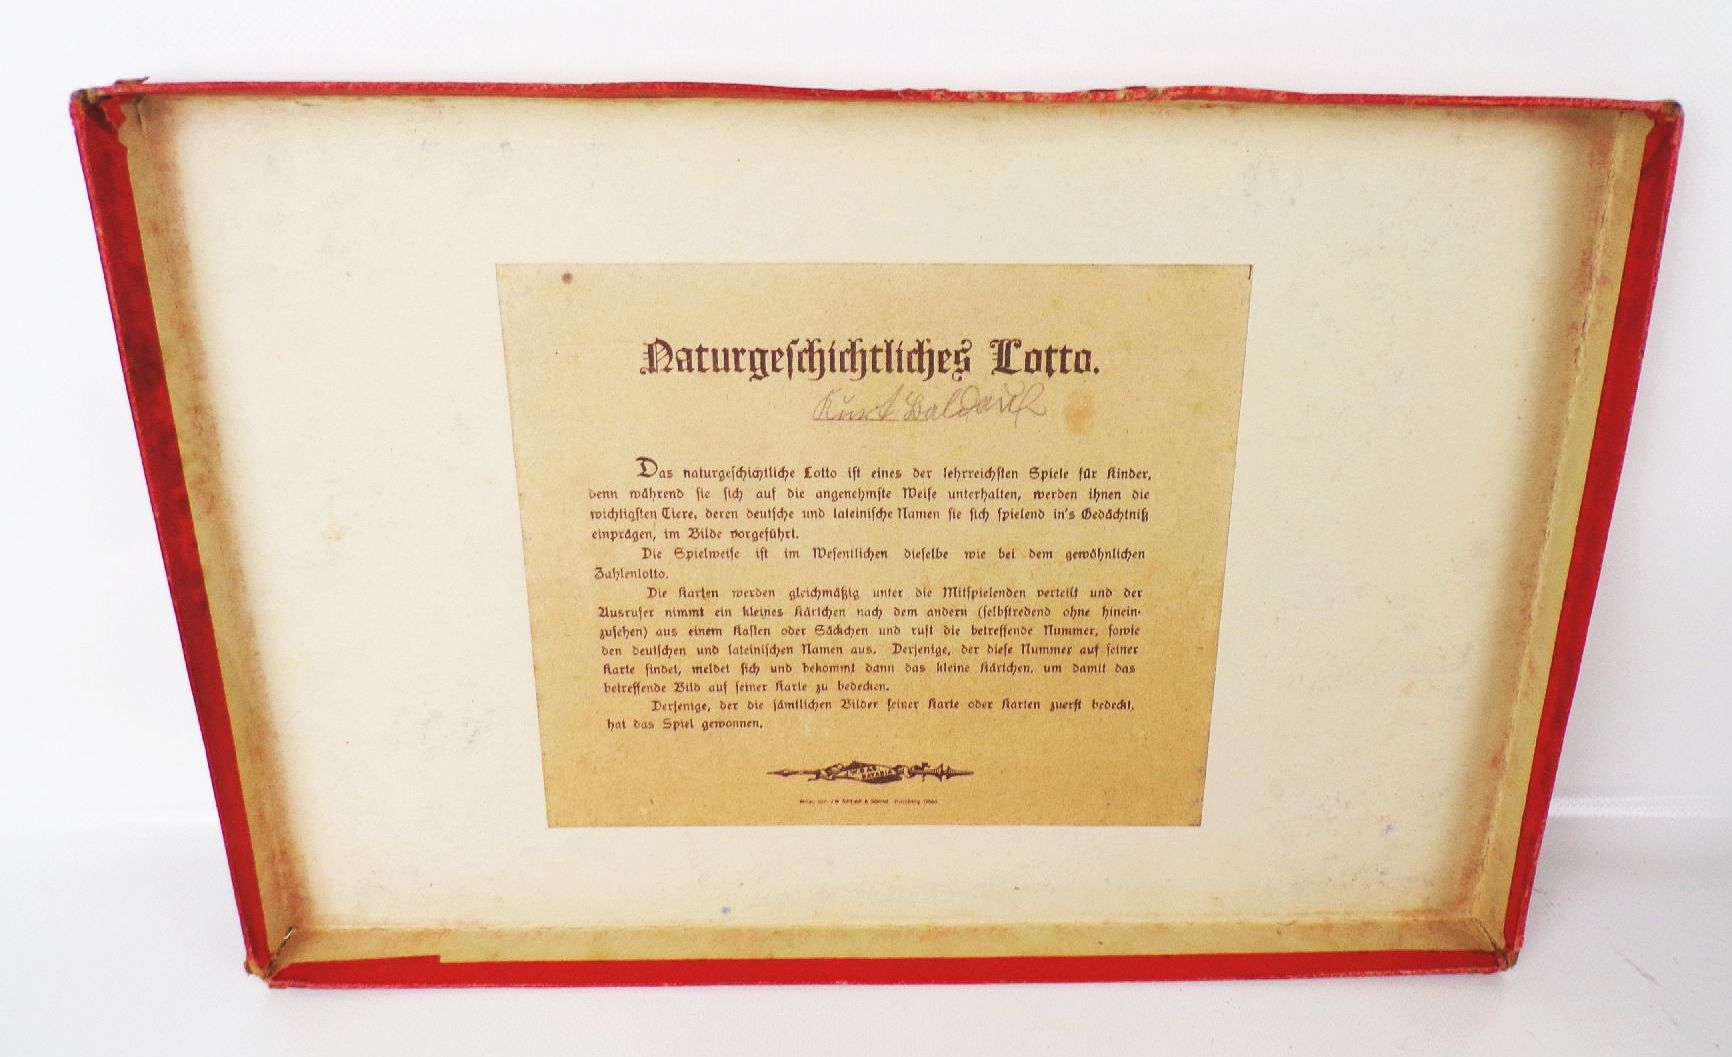 Naturgeſchichtliches Lotto.
Kurt Baldauf
Das naturgeſchichtliche Lotto iſt eines der lehrreichſten Spiele für Kinder,
denn während ſie ſich auf die angenehmſte Weiſe unterhalten, werden ihnen die
wichtigſten Tiere, deren deutſche und lateiniſche Namen ſie ſich ſpielend in's Gedächtniß
einprägen, im Bilde vorgeführt.
Die Spielweiſe iſt im Weſentlichen dieſelbe wie bei dem gewöhnlichen
Zahlenlotto.
Die Karten werden gleichmäßig unter die Mitſpielenden verteilt und der
Ausrufer nimmt ein kleines Kärtchen nach dem andern (ſelbſtredend ohne hinein-
zuſehen) aus einem Kaſten oder Säckchen und ruft die betreffende Nummer, ſowie
den deutſchen und lateiniſchen Namen aus. Derjenige, der dieſe Nummer auf ſeiner
Karte findet, meldet ſich und bekommt dann das kleine Kärtchen, um damit das
betreffende Bild auf ſeiner Karte zu bedecken.
Derjenige, der die ſämtlichen Bilder ſeiner Karte oder Karten zuerſt bedeckt,
hat das Spiel gewonnen.